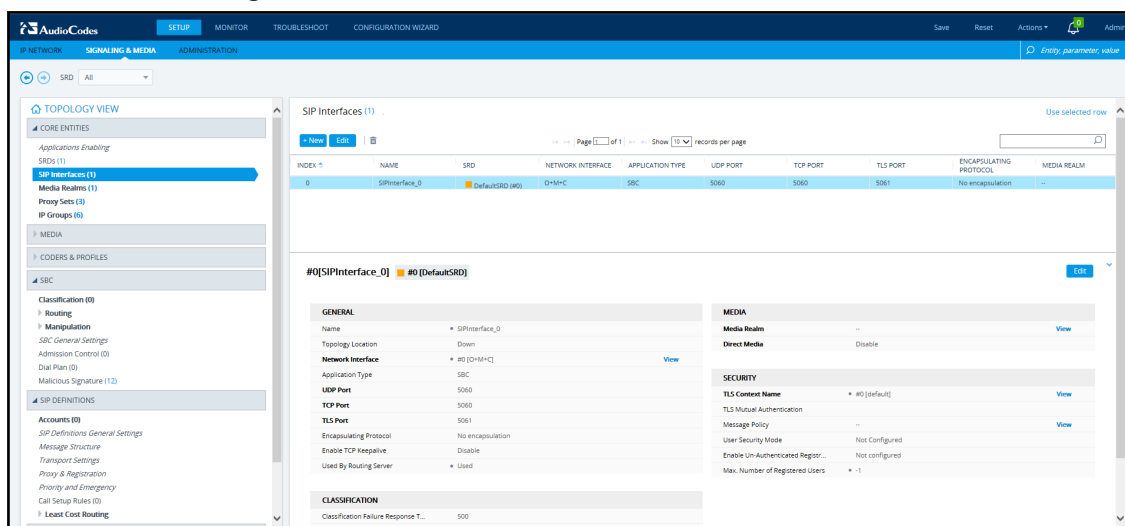 AudioCodes SETUP MONITOR TROUBLESHOOT CONFIGURATION WIZARD Save Reset Actions 0 Admin
IP NETWORK SIGNALING & MEDIA ADMINISTRATION Entity, parameter, value
SRD All
TOPOLOGY VIEW
CORE ENTITIES
Applications Enabling
SRDs (1)
SIP Interfaces (1)
Media Realms (1)
Proxy Sets (3)
IP Groups (6)
MEDIA
CODERS & PROFILES
SBC
Classification (0)
Routing
Manipulation
SBC General Settings
Admission Control (0)
Dial Plan (0)
Malicious Signature (12)
SIP DEFINITIONS
Accounts (0)
SIP Definitions General Settings
Message Structure
Transport Settings
Proxy & Registration
Priority and Emergency
Call Setup Rules (0)
Least Cost Routing
SIP Interfaces (1) Use selected row
+ New Edit Page 1 of 1 Show 10 records per page
INDEX NAME SRD NETWORK INTERFACE APPLICATION TYPE UDP PORT TCP PORT TLS PORT ENCAPSULATING PROTOCOL MEDIA REALM
0 SIPInterface_0 DefaultSRD (#0) O+M+C SBC 5060 5060 5061 No encapsulation --
#0[SIPInterface_0] #0 [DefaultSRD] Edit
GENERAL
Name SIPInterface_0
Topology Location Down
Network Interface #0 [O+M+C] View
Application Type SBC
UDP Port 5060
TCP Port 5060
TLS Port 5061
Encapsulating Protocol No encapsulation
Enable TCP Keepalive Disable
Used By Routing Server Used
CLASSIFICATION
Classification Failure Response T... 500
MEDIA
Media Realm -- View
Direct Media Disable
SECURITY
TLS Context Name #0 [default] View
TLS Mutual Authentication
Message Policy -- View
User Security Mode Not Configured
Enable Un-Authenticated Registr... Not configured
Max. Number of Registered Users -1